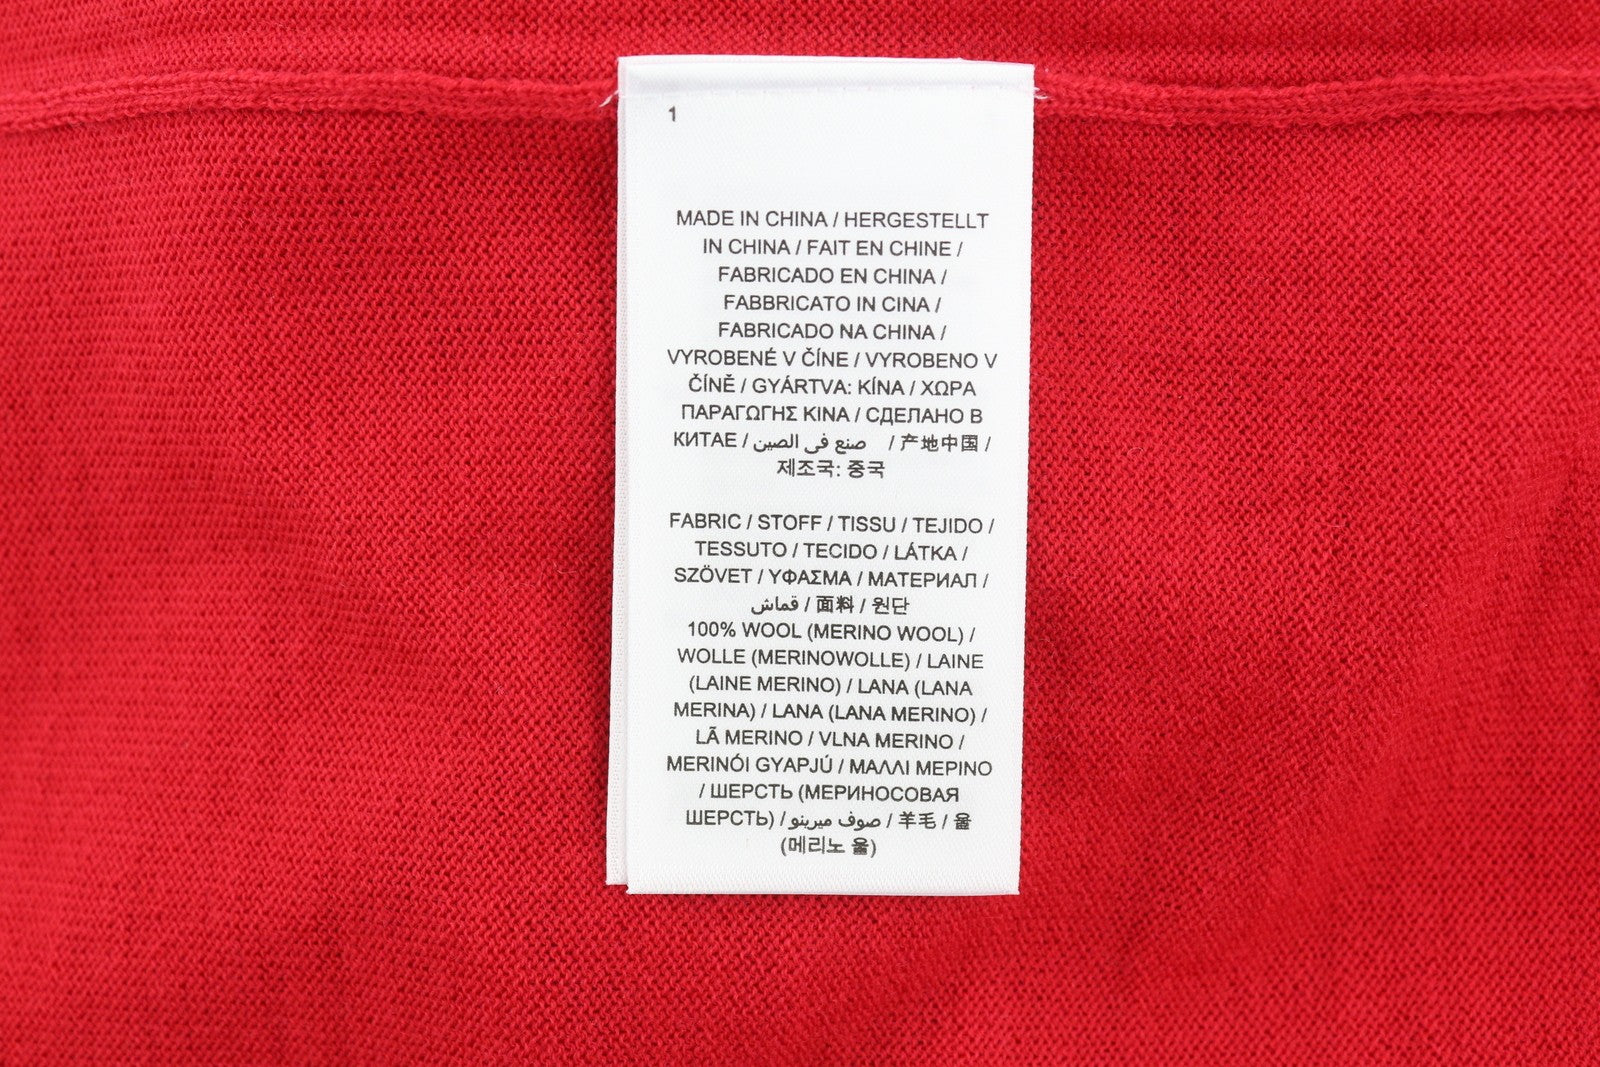 1
MADE IN CHINA / HERGESTELLT
IN CHINA / FAIT EN CHINE /
FABRICADO EN CHINA /
FABBRICATO IN CINA /
FABRICADO NA CHINA /
VYROBENÉ V ČÍNE / VYROBENO V
ČÍNĚ / GYÁRTVA: KÍNA / ΧΩΡΑ
ΠΑΡΑΓΩΓΗΣ ΚΙΝΑ / СДЕЛАНО В
КИТАЕ / صنع فى الصين / 产地中国 /
제조국: 중국
FABRIC / STOFF / TISSU / TEJIDO /
TESSUTO / TECIDO / LÁTKA /
SZÖVET / ΥΦΑΣΜΑ / МАТЕРИАЛ /
قماش / 面料 / 원단
100% WOOL (MERINO WOOL) /
WOLLE (MERINOWOLLE) / LAINE
(LAINE MERINO) / LANA (LANA
MERINA) / LANA (LANA MERINO) /
LÃ MERINO / VLNA MERINO /
MERINÓI GYAPJÚ / ΜΑΛΛΙ ΜΕΡΙΝΟ
/ ШЕРСТЬ (МЕРИНОСОВАЯ
ШЕРСТЬ) / صوف ميرينو / 羊毛 / 울
(메리노 울)